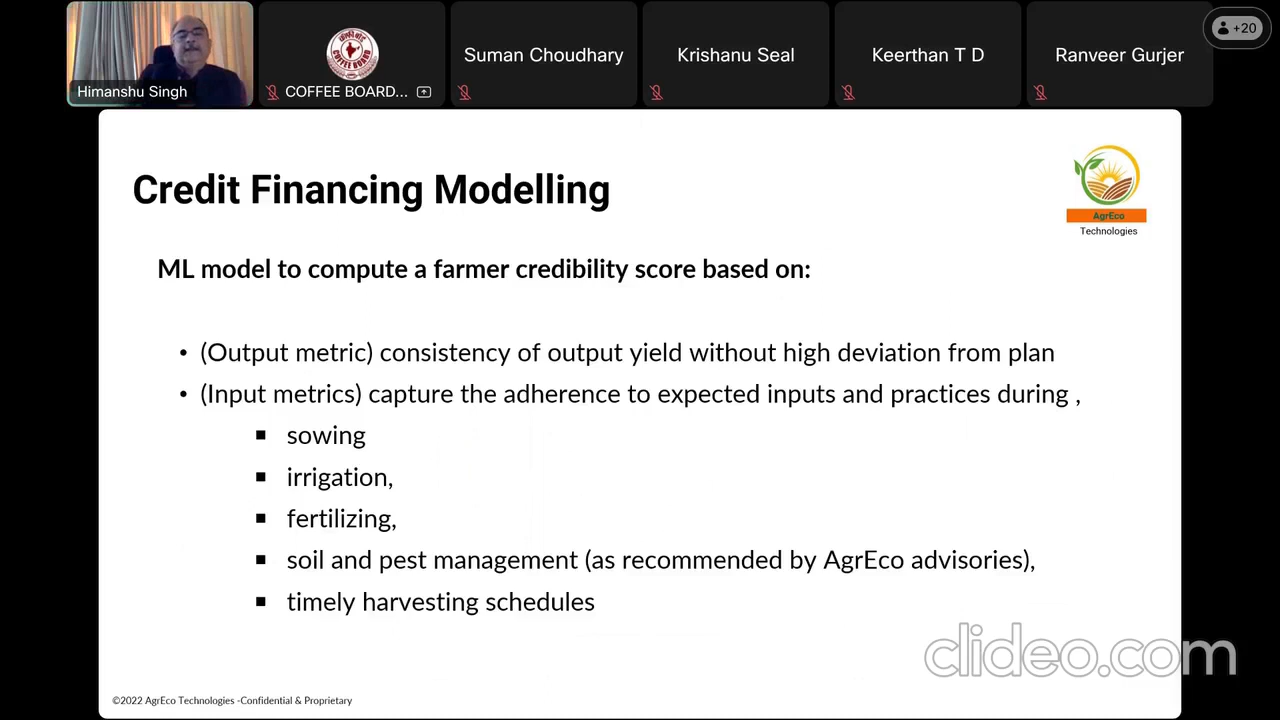 Himanshu Singh
COFFEE BOARD
COFFEE BOARD...
Suman Choudhary
Krishanu Seal
Keerthan T D
Ranveer Gurjer
+20
Credit Financing Modelling
AgrEco
Technologies
ML model to compute a farmer credibility score based on:
• (Output metric) consistency of output yield without high deviation from plan
• (Input metrics) capture the adherence to expected inputs and practices during ,
▪ sowing
▪ irrigation,
▪ fertilizing,
▪ soil and pest management (as recommended by AgrEco advisories),
▪ timely harvesting schedules
clideo.com
©2022 AgrEco Technologies -Confidential & Proprietary